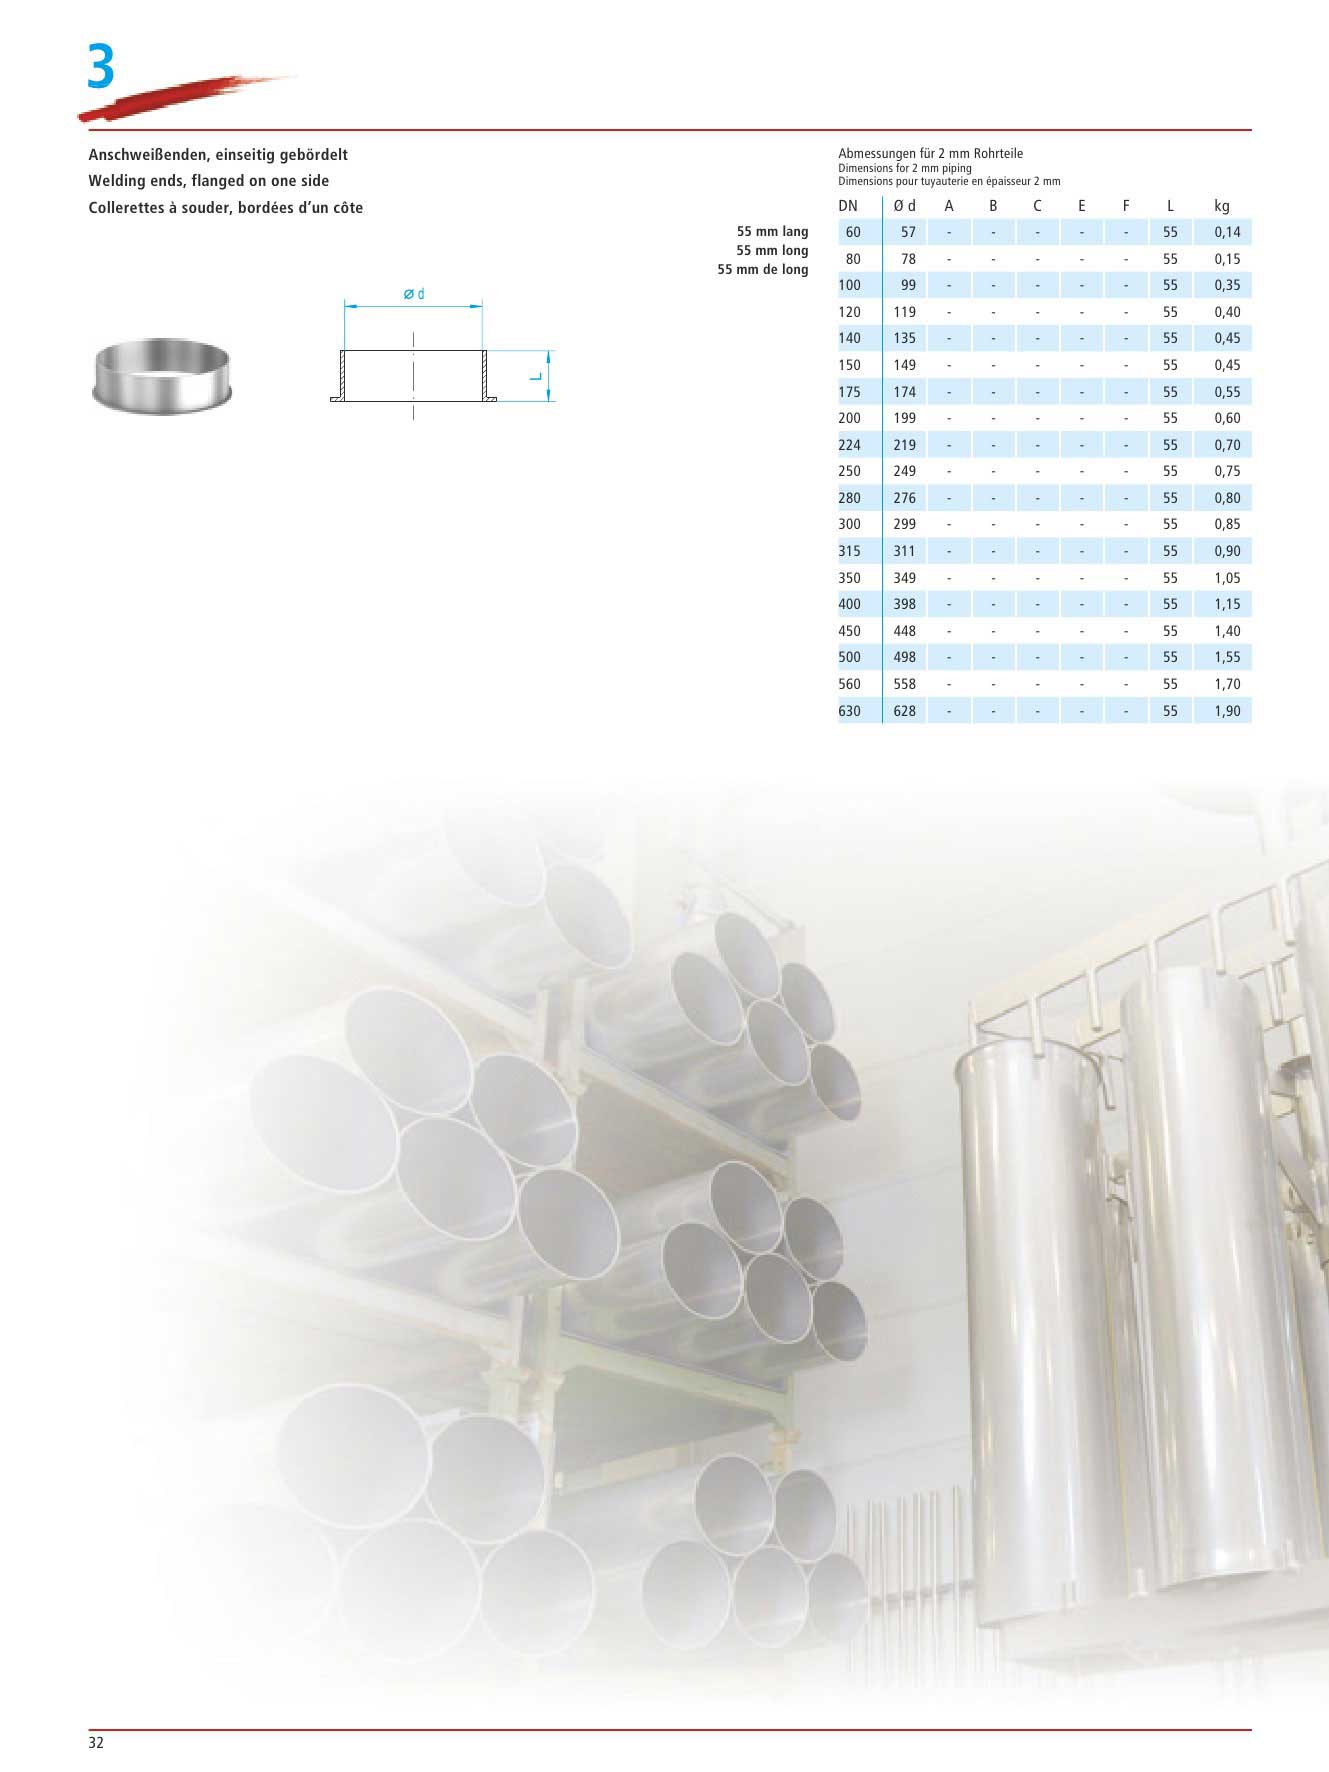 3
Anschweißenden, einseitig gebördelt
Welding ends, flanged on one side
Collerettes à souder, bordées d’un côte
55 mm lang
55 mm long
55 mm de long
Ø d
L
Abmessungen für 2 mm Rohrteile
Dimensions for 2 mm piping
Dimensions pour tuyauterie en épaisseur 2 mm
DN Ø d A B C E F L kg
60 57 - - - - - 55 0,14
80 78 - - - - - 55 0,15
100 99 - - - - - 55 0,35
120 119 - - - - - 55 0,40
140 135 - - - - - 55 0,45
150 149 - - - - - 55 0,45
175 174 - - - - - 55 0,55
200 199 - - - - - 55 0,60
224 219 - - - - - 55 0,70
250 249 - - - - - 55 0,75
280 276 - - - - - 55 0,80
300 299 - - - - - 55 0,85
315 311 - - - - - 55 0,90
350 349 - - - - - 55 1,05
400 398 - - - - - 55 1,15
450 448 - - - - - 55 1,40
500 498 - - - - - 55 1,55
560 558 - - - - - 55 1,70
630 628 - - - - - 55 1,90
32